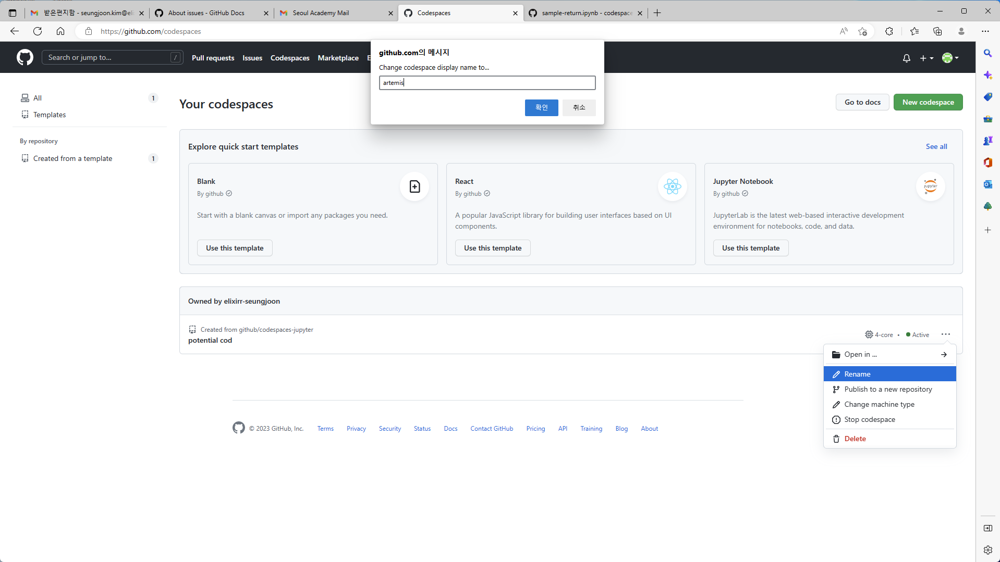 받은편지함 - seungjoon.kim@eli
About issues - GitHub Docs
Seoul Academy Mail
Codespaces
sample-return.ipynb - codespace
https://github.com/codespaces
Search or jump to...
/
Pull requests
Issues
Codespaces
Marketplace
E
github.com의 메시지
Change codespace display name to...
artemis
확인
취소
All
1
Templates
By repository
Created from a template
1
Your codespaces
Go to docs
New codespace
Explore quick start templates
See all
Blank
By github
Start with a blank canvas or import any packages you need.
Use this template
React
By github
A popular JavaScript library for building user interfaces based on UI
components.
Use this template
Jupyter Notebook
By github
jupyter
JupyterLab is the latest web-based interactive development
environment for notebooks, code, and data.
Use this template
Owned by elixirr-seungjoon
Created from github/codespaces-jupyter
potential cod
4-core • Active
Open in ...
Rename
Publish to a new repository
Change machine type
Stop codespace
Delete
© 2023 GitHub, Inc.
Terms
Privacy
Security
Status
Docs
Contact GitHub
Pricing
API
Training
Blog
About